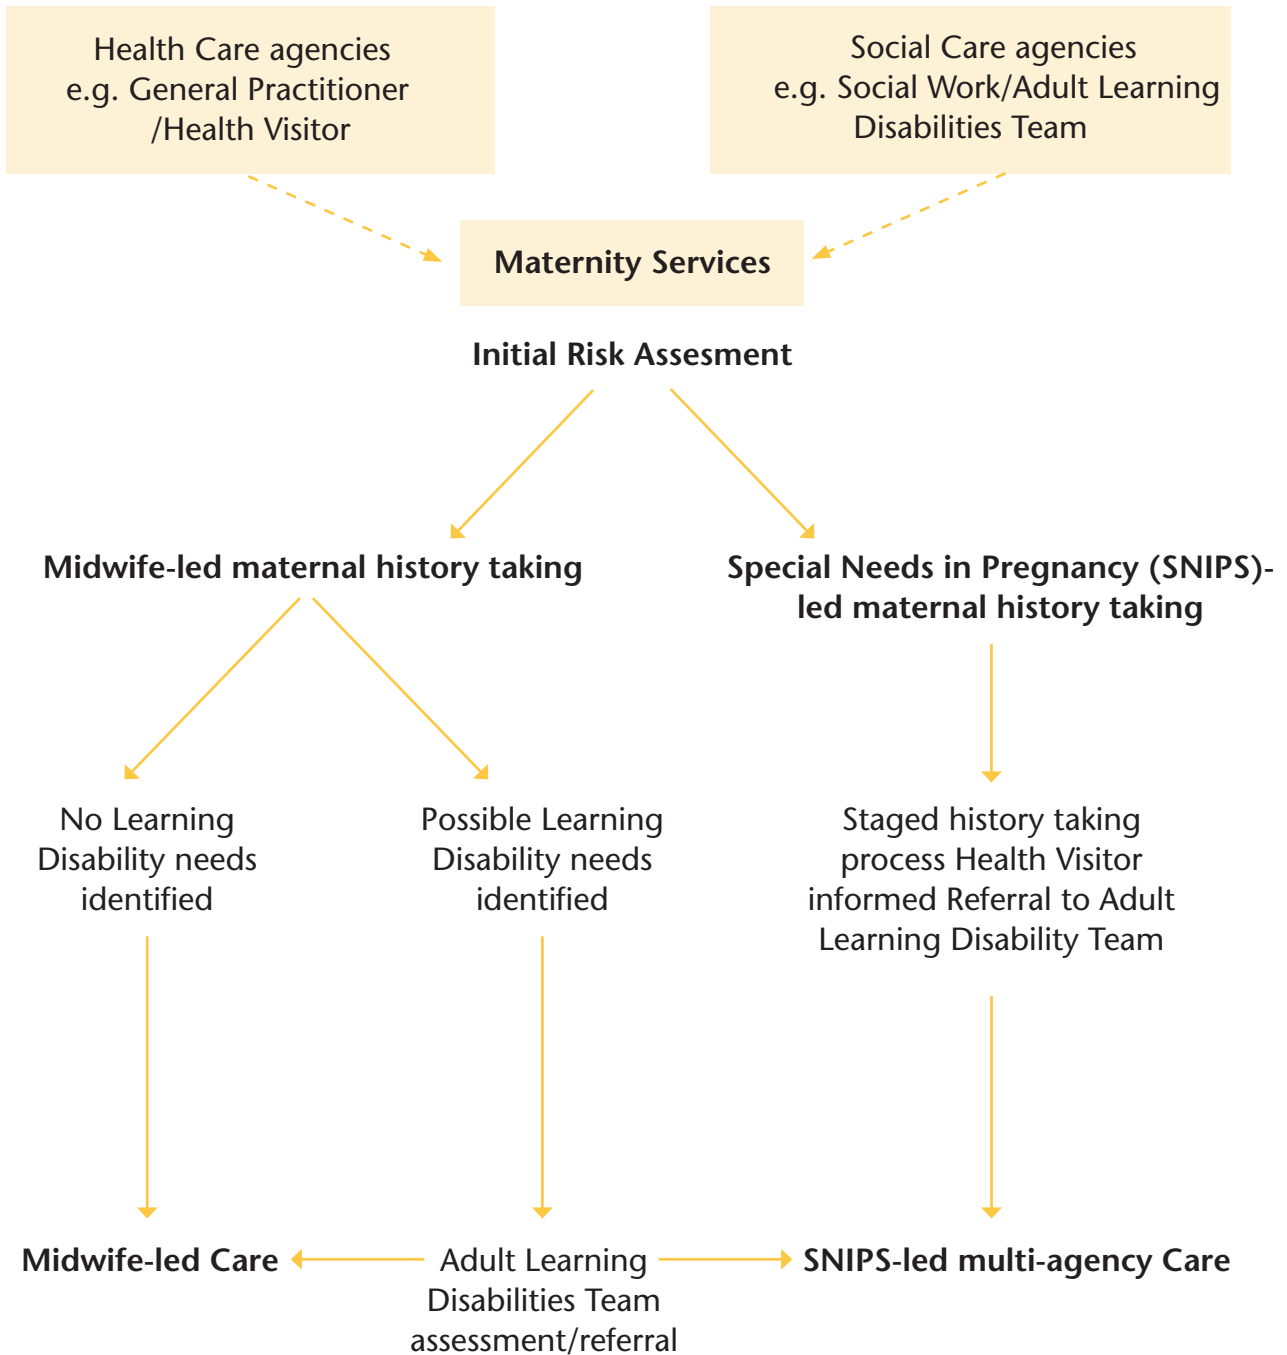 Health Care agencies
e.g. General Practitioner
/Health Visitor
Social Care agencies
e.g. Social Work/Adult Learning
Disabilities Team
Maternity Services
Initial Risk Assesment
Midwife-led maternal history taking
Special Needs in Pregnancy (SNIPS)-
led maternal history taking
No Learning
Disability needs
identified
Possible Learning
Disability needs
identified
Staged history taking
process Health Visitor
informed Referral to Adult
Learning Disability Team
Midwife-led Care
Adult Learning
Disabilities Team
assessment/referral
SNIPS-led multi-agency Care